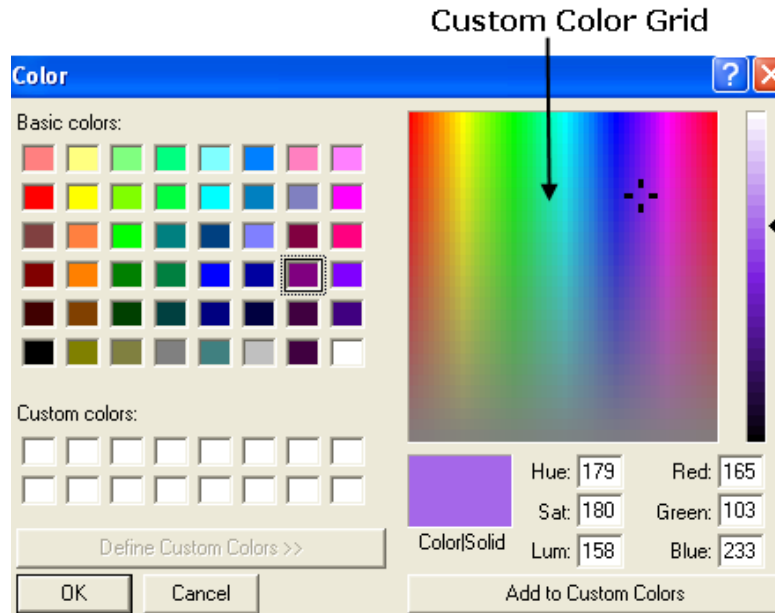 Custom Color Grid
Color
?
Basic colors:
Custom colors:
Define Custom Colors >>
OK Cancel
Color|Solid
Hue: 179 Red: 165
Sat: 180 Green: 103
Lum: 158 Blue: 233
Add to Custom Colors